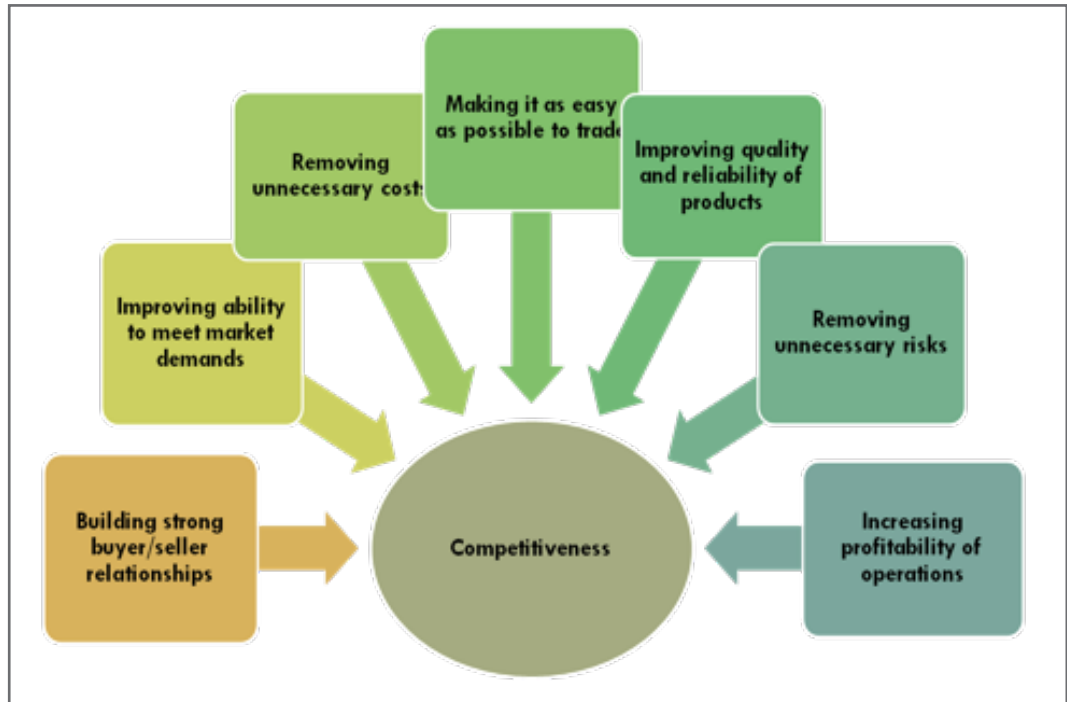 Making it as easy
as possible to trade
Removing
unnecessary costs
Improving quality
and reliability of
products
Improving ability
to meet market
demands
Removing
unnecessary risks
Building strong
buyer/seller
relationships
Competitiveness
Increasing
profitability of
operations